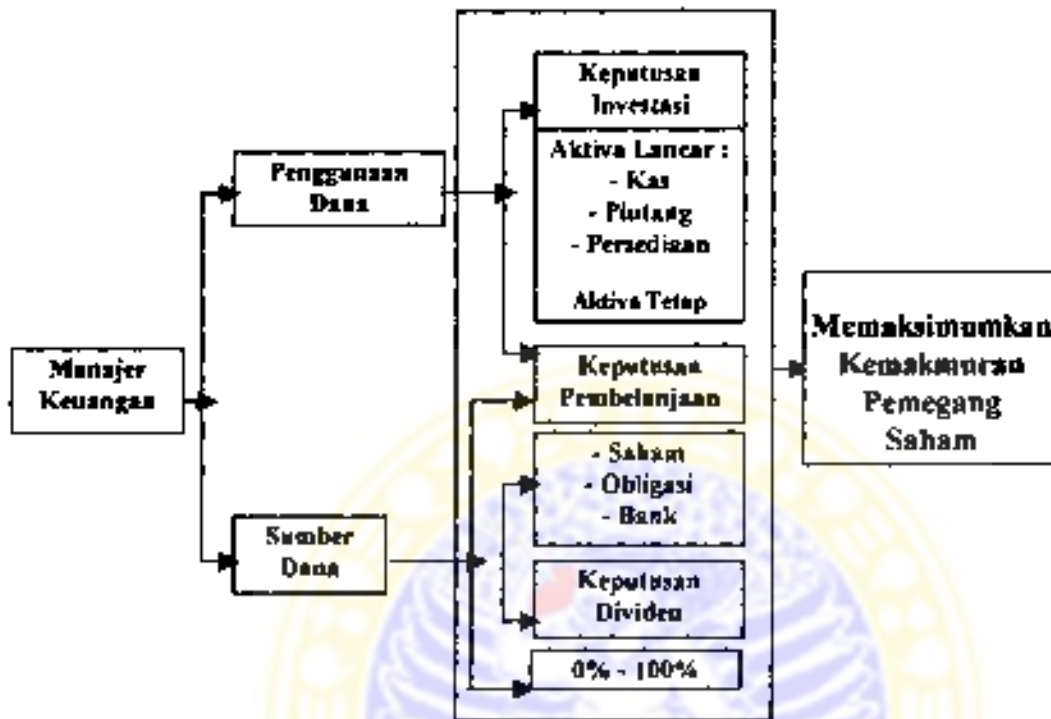 Manajer
Keuangan
Penggunaan
Dana
Sumber
Dana
Keputusan
Investasi
Aktiva Lancar :
- Kas
- Piutang
- Persediaan
Aktiva Tetap
Keputusan
Pembelanjaan
- Saham
- Obligasi
- Bank
Keputusan
Dividen
0% - 100%
Memaksimumkan
Kemakmuran
Pemegang
Saham